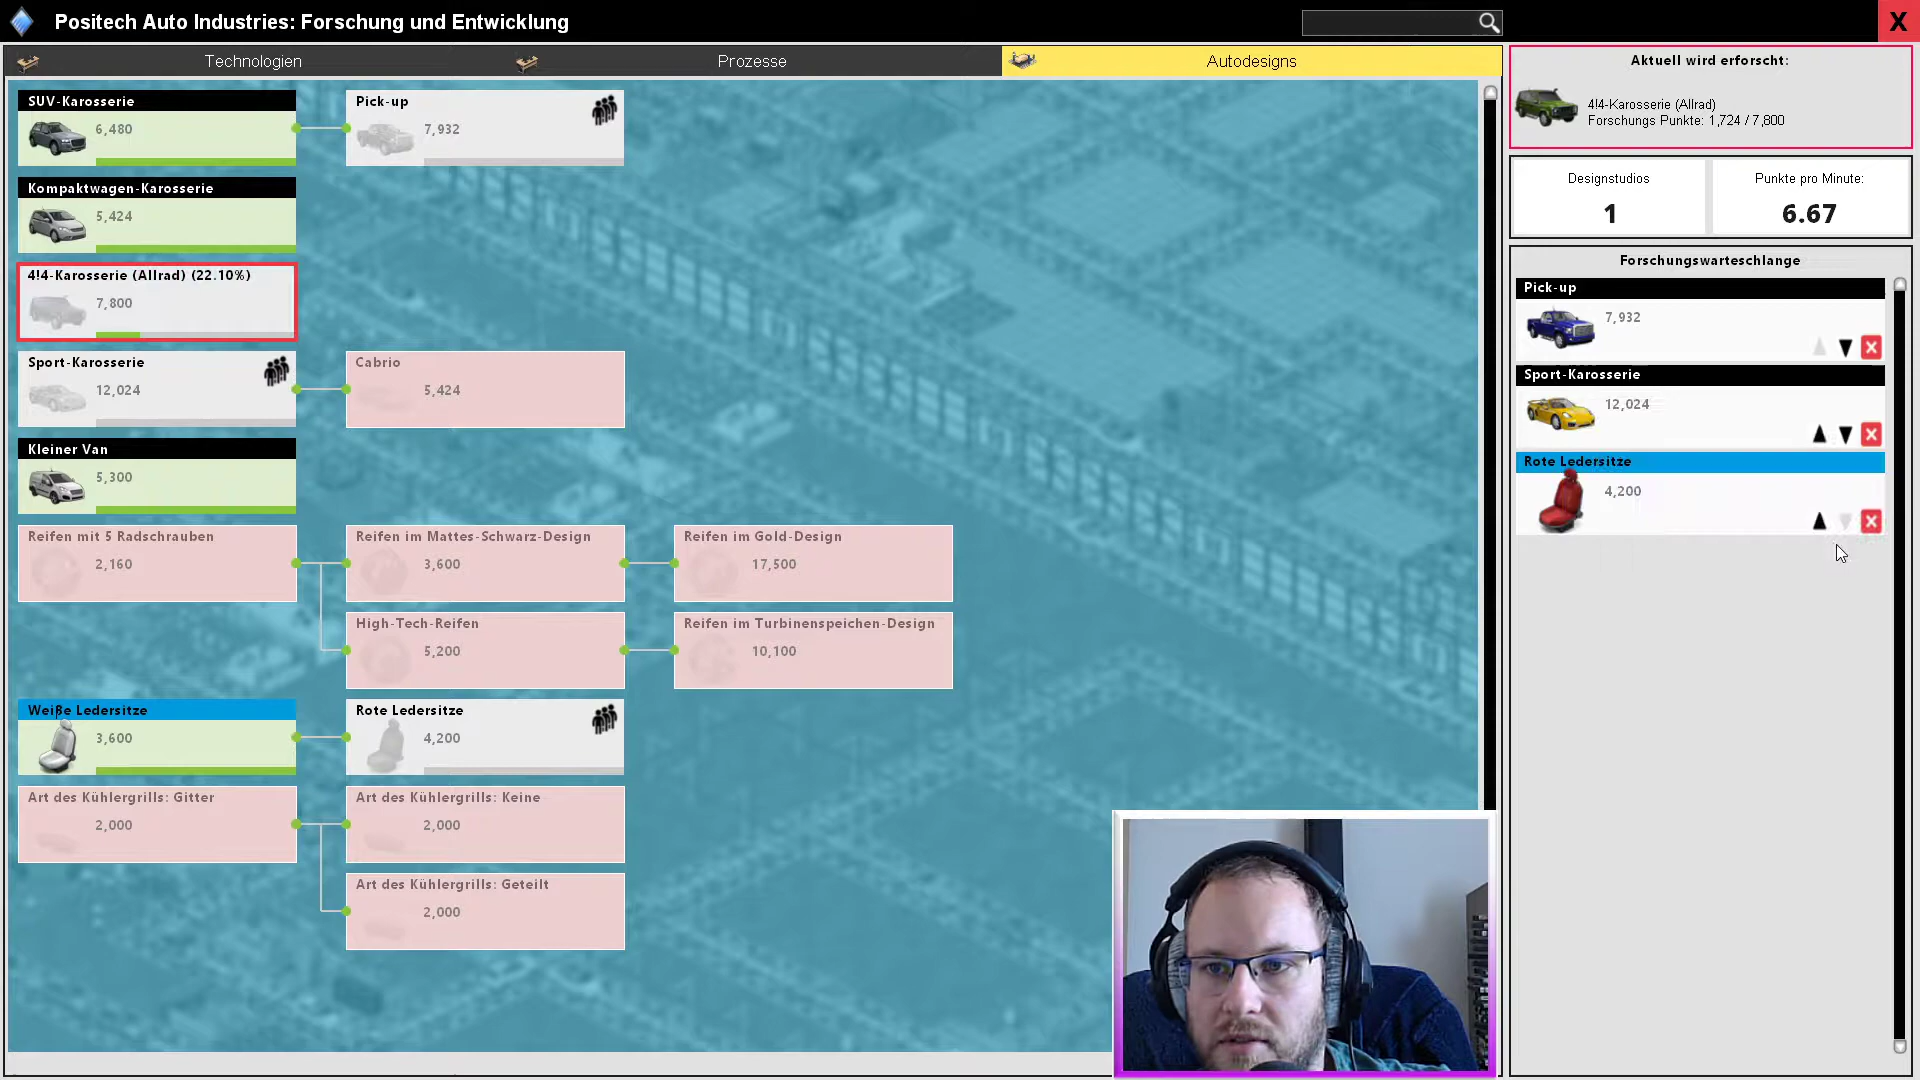 Positech Auto Industries: Forschung und Entwicklung
X
Technologien
Prozesse
Autodesigns
SUV-Karosserie
6,480
Pick-up
7,932
Kompaktwagen-Karosserie
5,424
4!4-Karosserie (Allrad) (22.10%)
7,800
Sport-Karosserie
12,024
Cabrio
5,424
Kleiner Van
5,300
Reifen mit 5 Radschrauben
2,160
Reifen im Mattes-Schwarz-Design
3,600
Reifen im Gold-Design
17,500
High-Tech-Reifen
5,200
Reifen im Turbinenspeichen-Design
10,100
Weiße Ledersitze
3,600
Rote Ledersitze
4,200
Art des Kühlergrills: Gitter
2,000
Art des Kühlergrills: Keine
2,000
Art des Kühlergrills: Geteilt
2,000
Aktuell wird erforscht:
4!4-Karosserie (Allrad)
Forschungs Punkte: 1,724 / 7,800
Designstudios
1
Punkte pro Minute:
6.67
Forschungswarteschlange
Pick-up
7,932
Sport-Karosserie
12,024
Rote Ledersitze
4,200